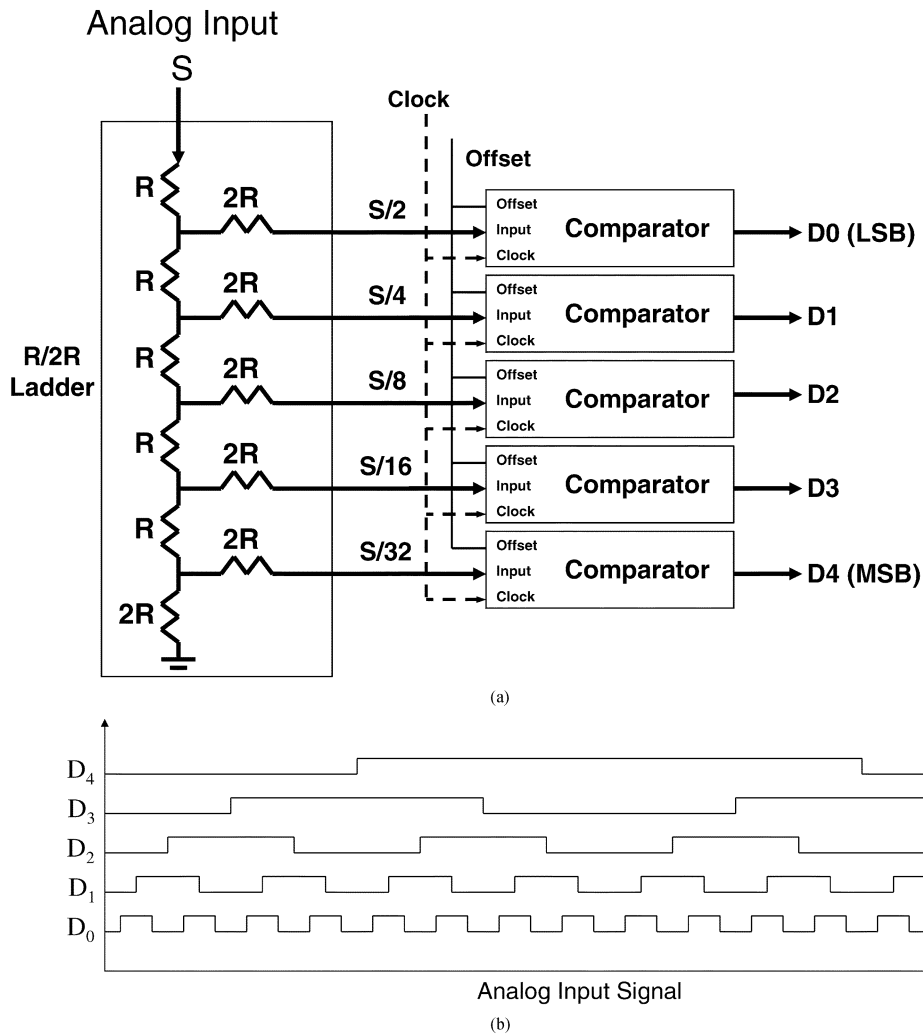 Analog Input
S
Clock
Offset
R/2R
Ladder
R
2R
S/2
Offset
Input
Clock
Comparator
D0 (LSB)
R
2R
S/4
Offset
Input
Clock
Comparator
D1
R
2R
S/8
Offset
Input
Clock
Comparator
D2
R
2R
S/16
Offset
Input
Clock
Comparator
D3
R
2R
S/32
Offset
Input
Clock
Comparator
D4 (MSB)
2R
(a)
D4
D3
D2
D1
D0
Analog Input Signal
(b)